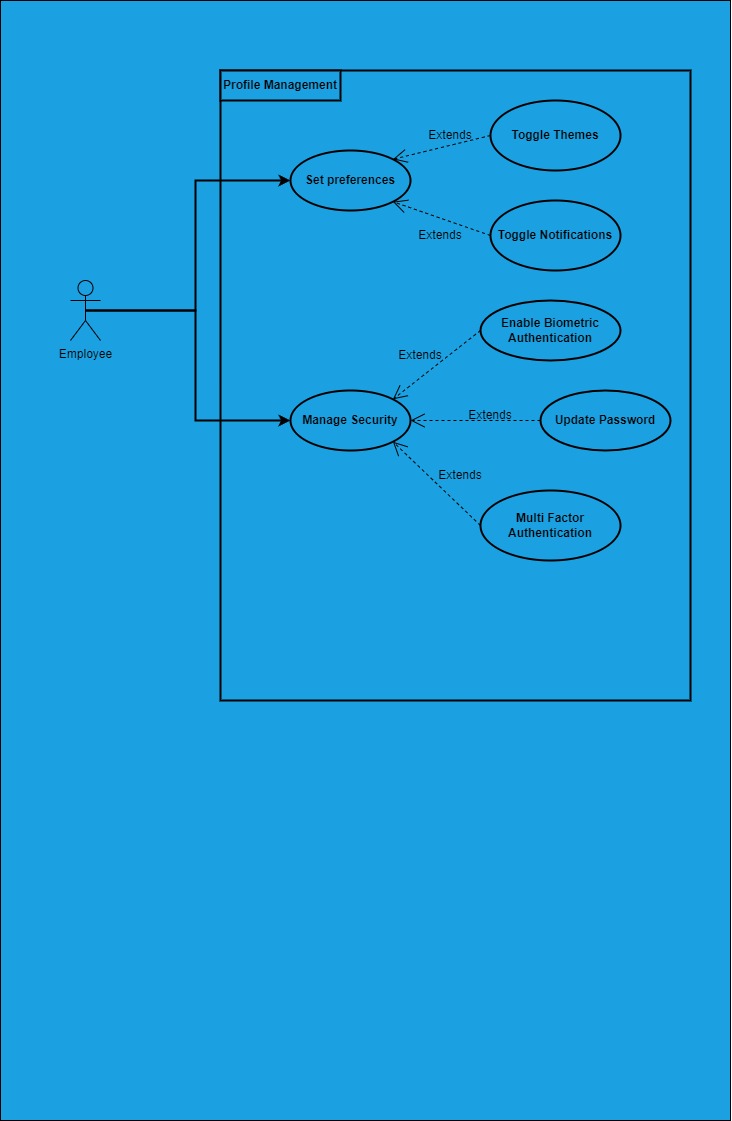 Profile Management
Extends
Toggle Themes
Set preferences
Extends
Toggle Notifications
Employee
Enable Biometric
Authentication
Extends
Manage Security
Extends
Update Password
Extends
Multi Factor
Authentication